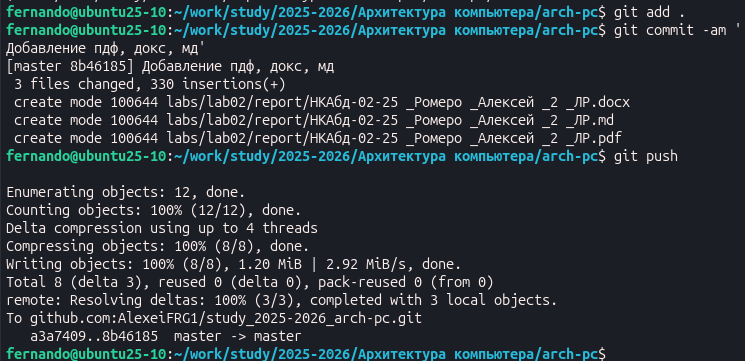 fernando@ubuntu25-10:~/work/study/2025-2026/Архитектура компьютера/arch-pc$ git add .
fernando@ubuntu25-10:~/work/study/2025-2026/Архитектура компьютера/arch-pc$ git commit -am '
Добавление пдф, докс, мд'
[master 8b46185] Добавление пдф, докс, мд
 3 files changed, 330 insertions(+)
 create mode 100644 labs/lab02/report/НКАбд-02-25 _Ромеро _Алексей _2 _ЛР.docx
 create mode 100644 labs/lab02/report/НКАбд-02-25 _Ромеро _Алексей _2 _ЛР.md
 create mode 100644 labs/lab02/report/НКАбд-02-25 _Ромеро _Алексей _2 _ЛР.pdf
fernando@ubuntu25-10:~/work/study/2025-2026/Архитектура компьютера/arch-pc$ git push
Enumerating objects: 12, done.
Counting objects: 100% (12/12), done.
Delta compression using up to 4 threads
Compressing objects: 100% (8/8), done.
Writing objects: 100% (8/8), 1.20 MiB | 2.92 MiB/s, done.
Total 8 (delta 3), reused 0 (delta 0), pack-reused 0 (from 0)
remote: Resolving deltas: 100% (3/3), completed with 3 local objects.
To github.com:AlexeiFRG1/study_2025-2026_arch-pc.git
   a3a7409..8b46185  master -> master
fernando@ubuntu25-10:~/work/study/2025-2026/Архитектура компьютера/arch-pc$